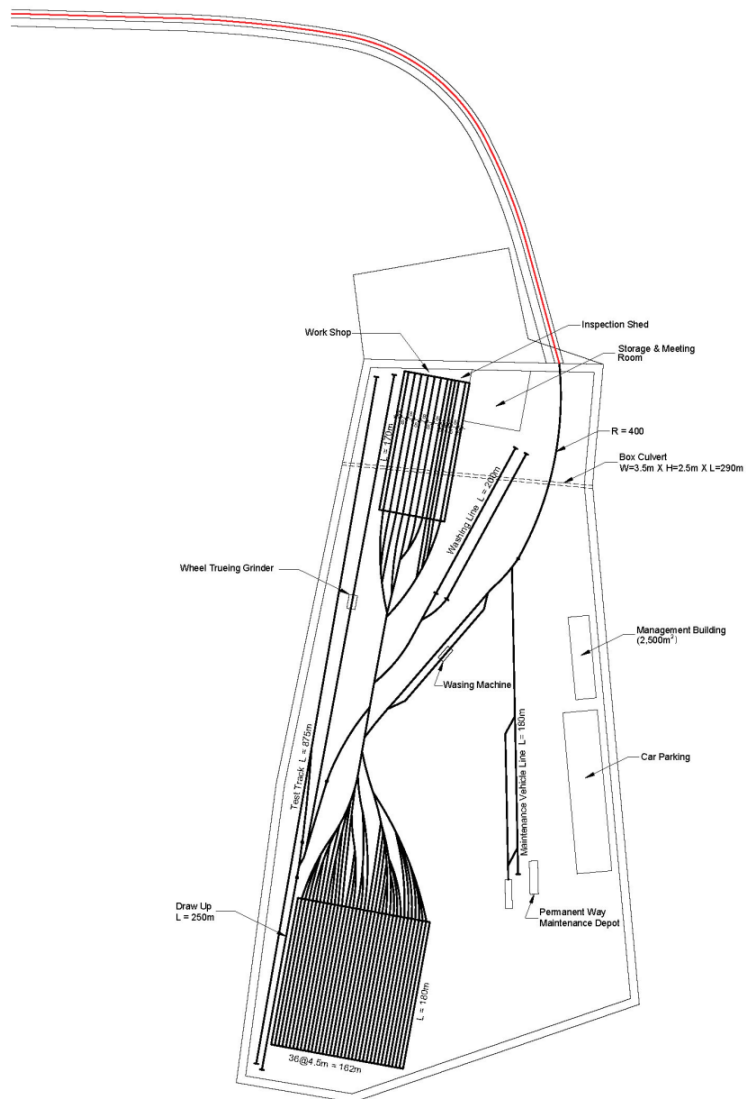 Inspection Shed
Work Shop
Storage & Meeting
Room
R = 400
L = 170m
Box Culvert
W=3.5m X H=2.5m X L=290m
Washing Line L = 200m
Wheel Trueing Grinder
Management Building
(2,500m²)
Wasing Machine
Test Track L = 875m
Maintenance Vehicle Line L= 180m
Car Parking
Draw Up
L = 250m
Permanent Way
Maintenance Depot
L = 180m
36@4.5m = 162m